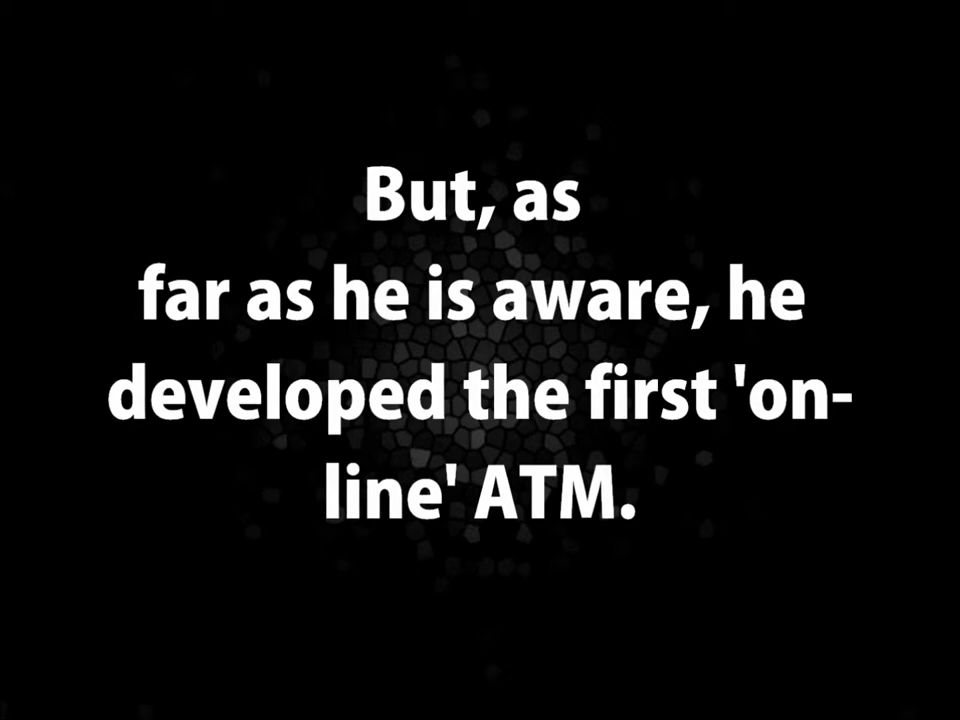 But, as
far as he is aware, he
developed the first 'on-
line' ATM.